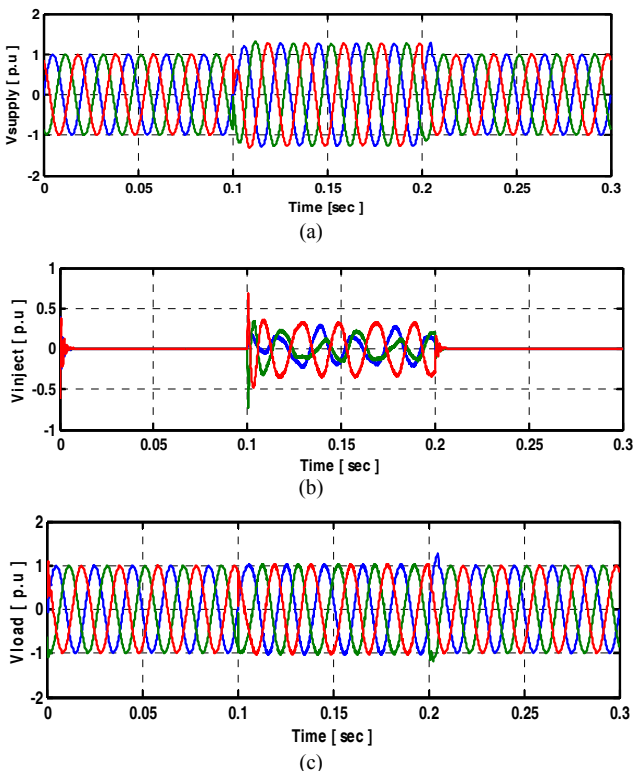 Vsupply [ p.u ]
2
1
0
-1
-2
0 0.05 0.1 0.15 0.2 0.25 0.3
Time [sec ]
(a)
Vinject [ p.u ]
1
0.5
0
-0.5
-1
0 0.05 0.1 0.15 0.2 0.25 0.3
Time [ sec ]
(b)
Vload [ p.u ]
2
1
0
-1
-2
0 0.05 0.1 0.15 0.2 0.25 0.3
Time [ sec ]
(c)